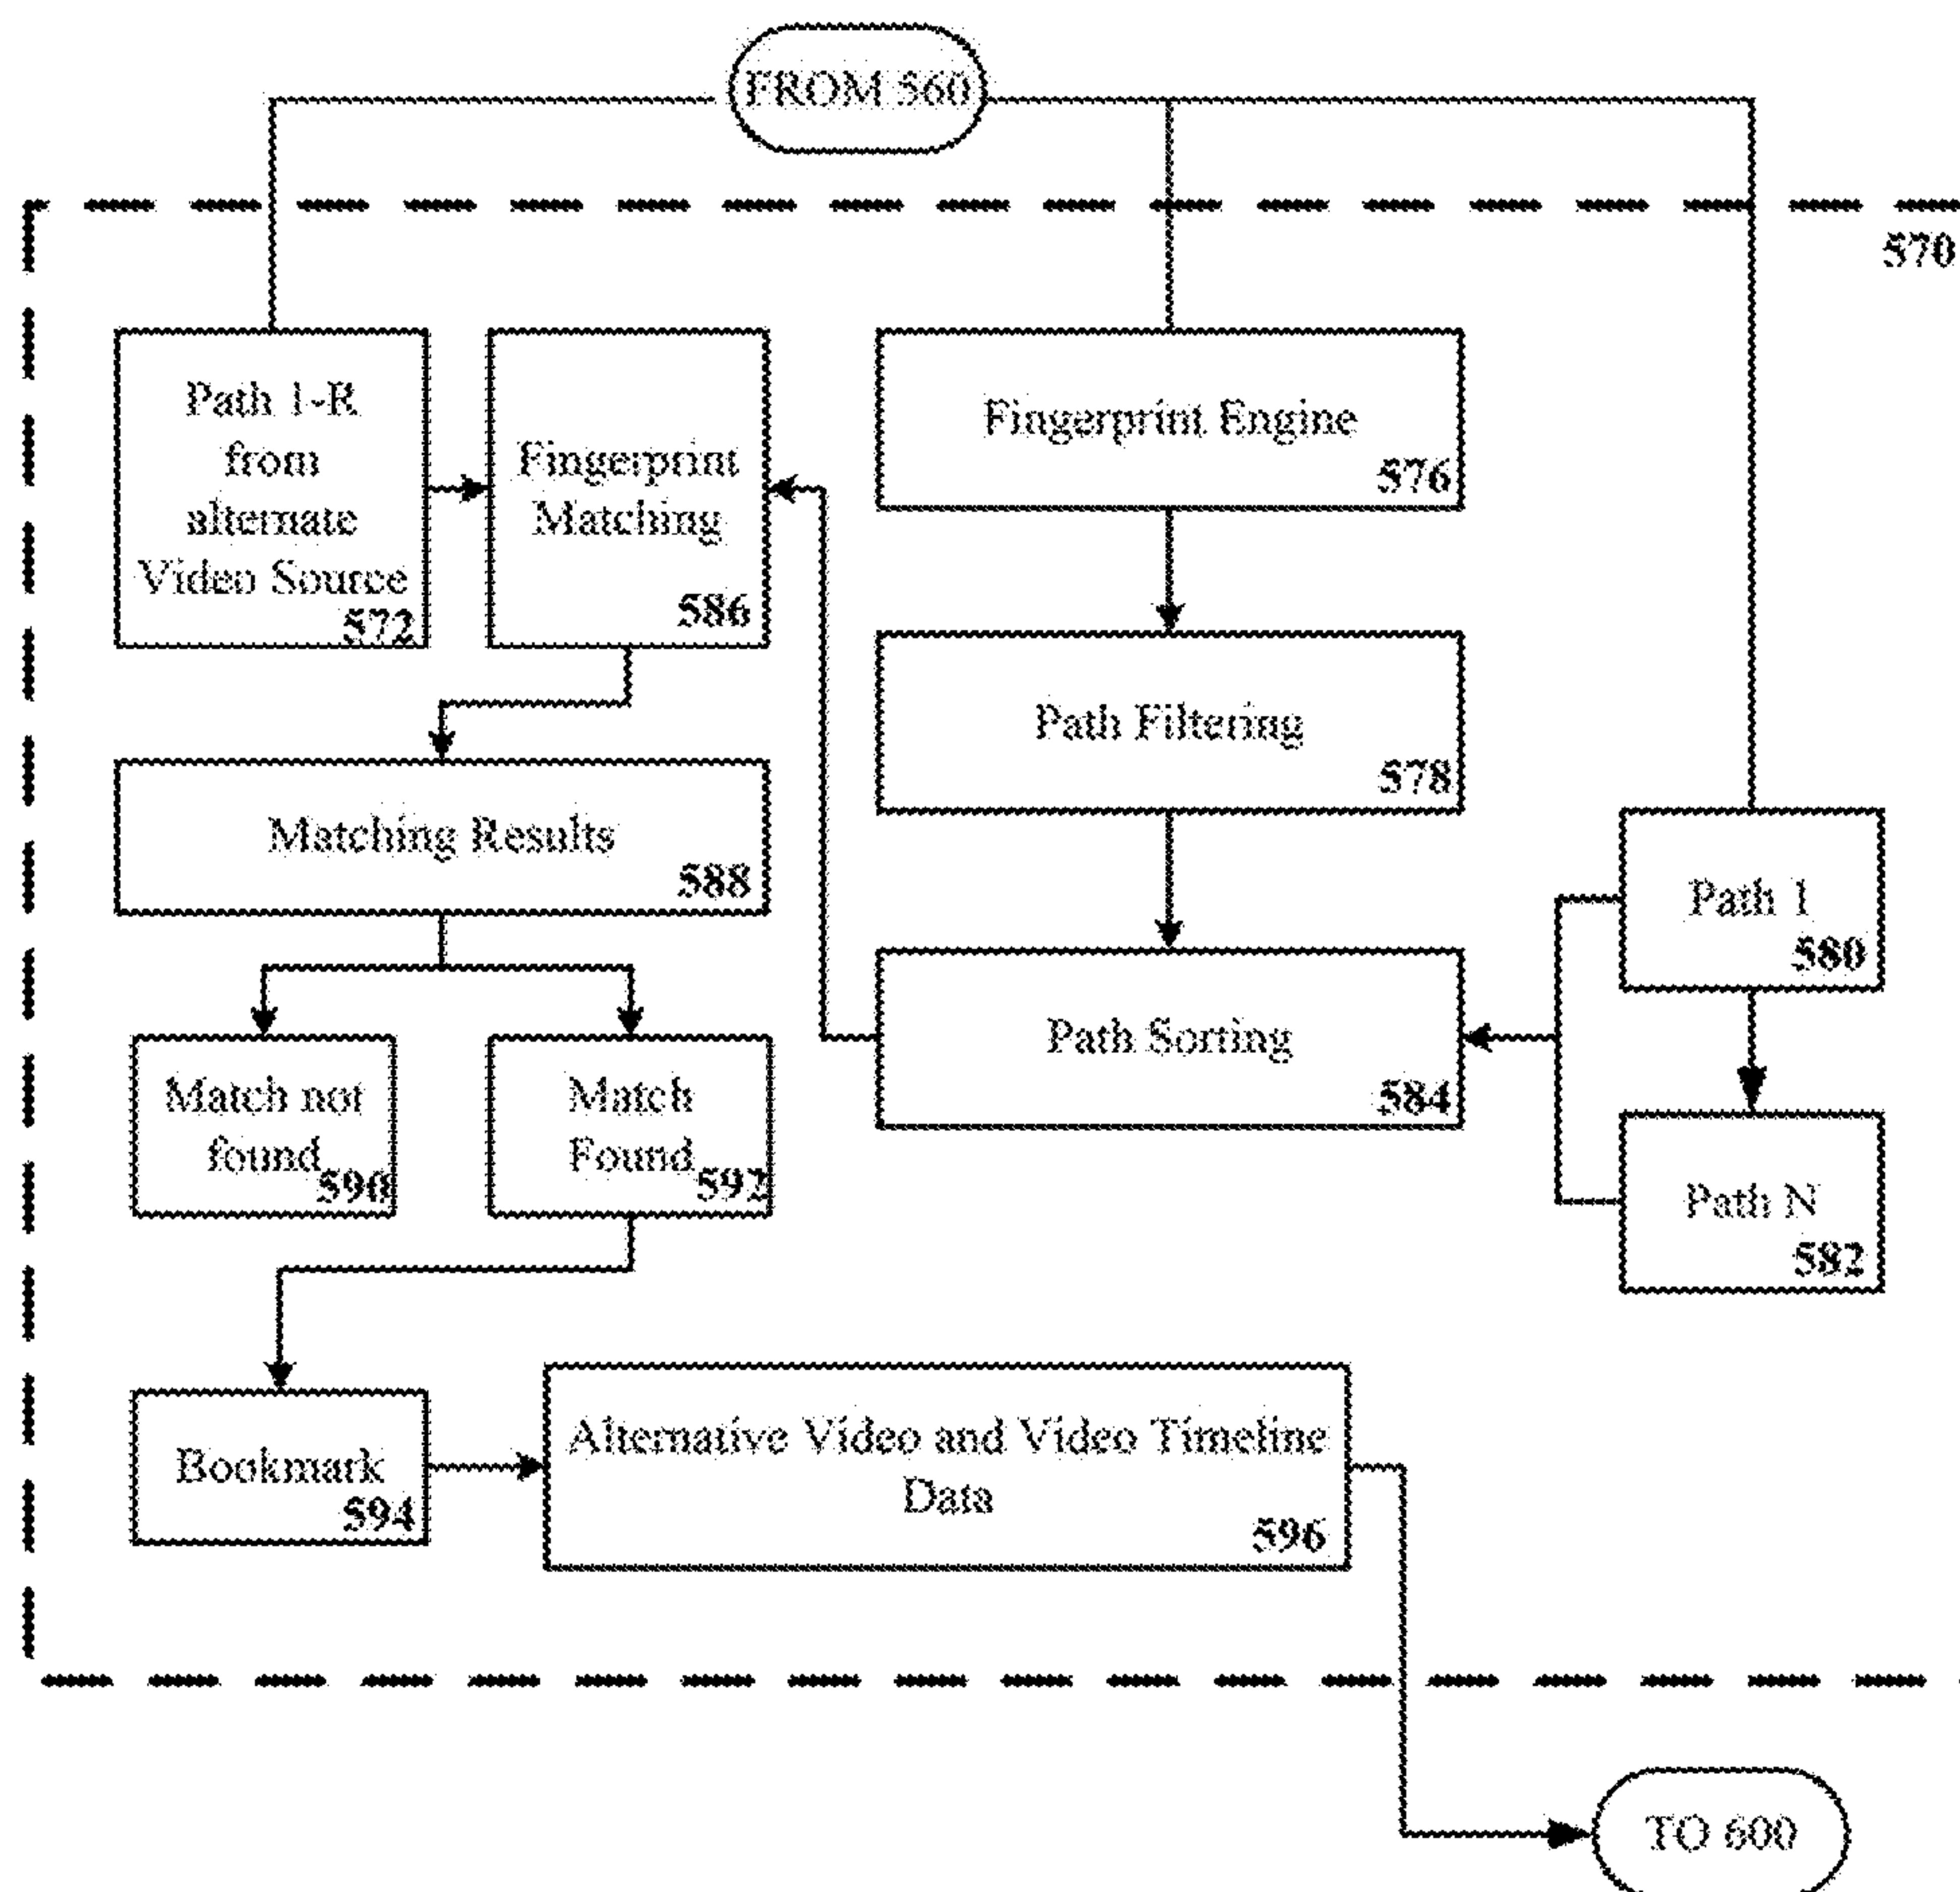 FROM 560
570
Path 1-R
from
alternate
Video Source
572
Fingerprint
Matching
586
Fingerprint Engine
576
Path Filtering
578
Matching Results
588
Path 1
580
Path Sorting
584
Match not
found
590
Match
Found
592
Path N
582
Bookmark
594
Alternative Video and Video Timeline
Data
596
TO 600